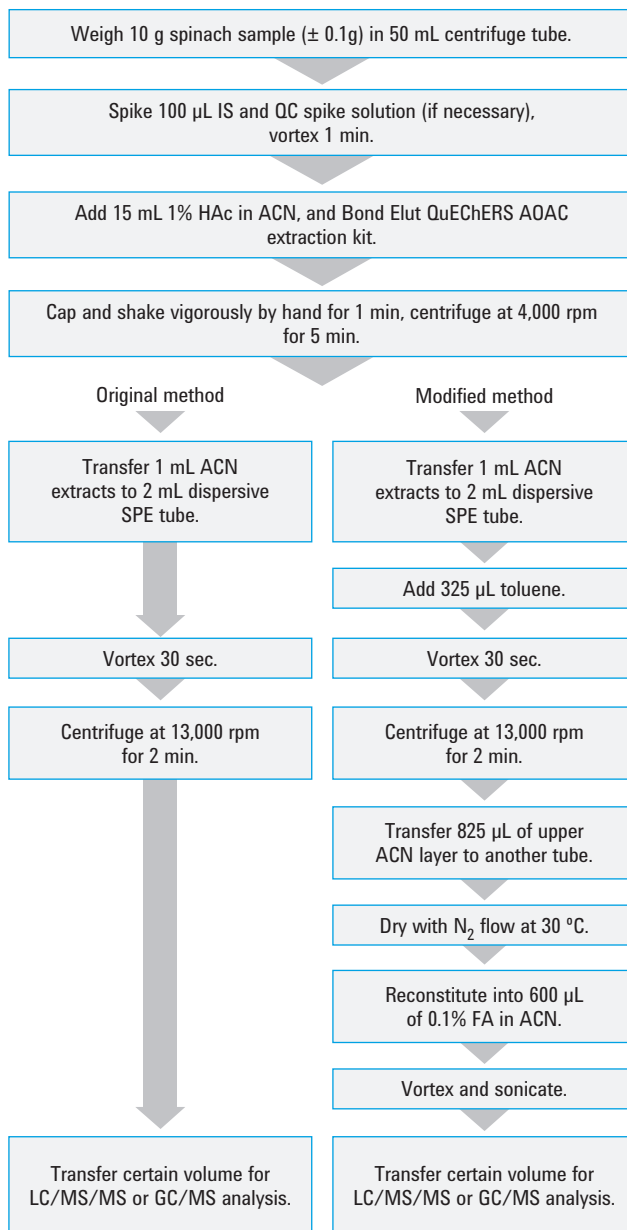 Weigh 10 g spinach sample (± 0.1g) in 50 mL centrifuge tube.
Spike 100 µL IS and QC spike solution (if necessary),
vortex 1 min.
Add 15 mL 1% HAc in ACN, and Bond Elut QuEChERS AOAC
extraction kit.
Cap and shake vigorously by hand for 1 min, centrifuge at 4,000 rpm
for 5 min.
Original method
Transfer 1 mL ACN
extracts to 2 mL dispersive
SPE tube.
Vortex 30 sec.
Centrifuge at 13,000 rpm
for 2 min.
Transfer certain volume for
LC/MS/MS or GC/MS analysis.
Modified method
Transfer 1 mL ACN
extracts to 2 mL dispersive
SPE tube.
Add 325 µL toluene.
Vortex 30 sec.
Centrifuge at 13,000 rpm
for 2 min.
Transfer 825 µL of upper
ACN layer to another tube.
Dry with N₂ flow at 30 ºC.
Reconstitute into 600 µL
of 0.1% FA in ACN.
Vortex and sonicate.
Transfer certain volume for
LC/MS/MS or GC/MS analysis.